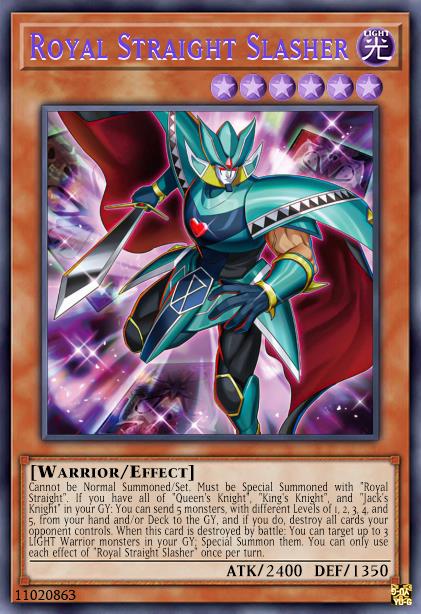 Royal Straight Slasher
LIGHT
光
[Warrior/Effect]
Cannot be Normal Summoned/Set. Must be Special Summoned with "Royal
Straight". If you have all of "Queen's Knight", "King's Knight", and "Jack's
Knight" in your GY: You can send 5 monsters, with different Levels of 1, 2, 3, 4, and
5, from your hand and/or Deck to the GY, and if you do, destroy all cards your
opponent controls. When this card is destroyed by battle: You can target up to 3
LIGHT Warrior monsters in your GY; Special Summon them. You can only use
each effect of "Royal Straight Slasher" once per turn.
ATK/2400 DEF/1350
11020863